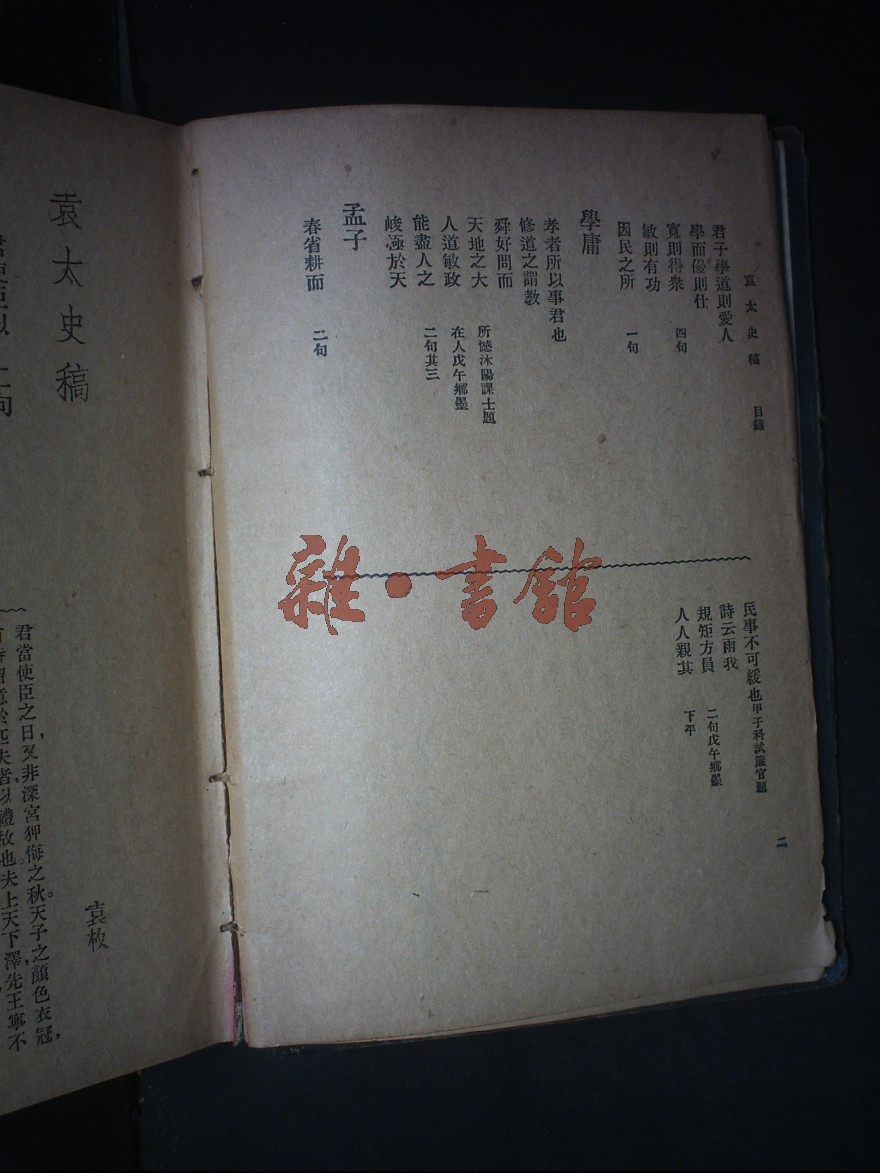 袁太史稿 目錄
君子學道則愛人
學而優則仕
寬則得衆 四句
敏則有功
因民之所 一句
學庸
孝者所以事君也
修道之謂教
舜好問而
天地之大 所憾沭陽課士題
人道敏政 在人戊午鄉墨
能盡人之 二句其三
峻極於天
孟子
春省耕而 二句
民事不可緩也甲子科試簾官題
詩云雨我
規矩方員 二句戊午鄉墨
人人親其 下平
二
雜·書館
袁太史稿
袁枚
君當使臣之日,又非深宮狎侮之秋。天子之顏色衣冠,